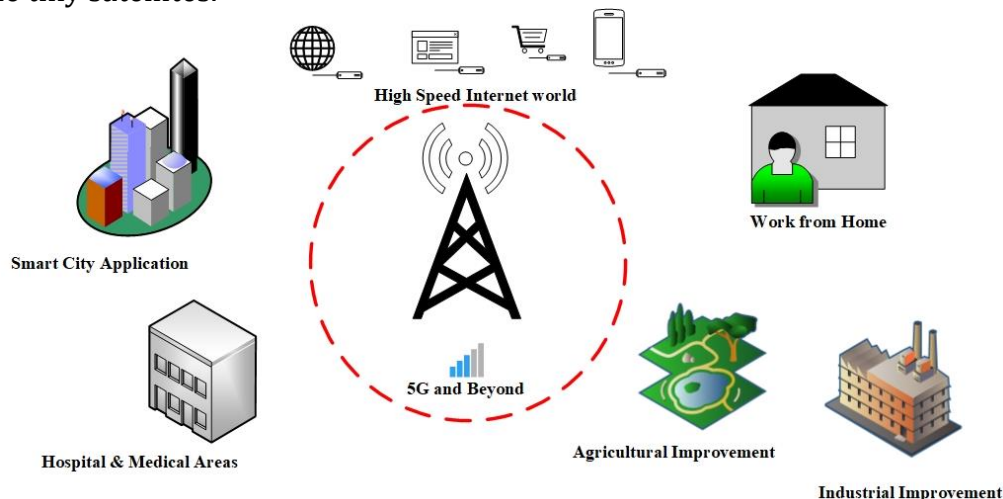 High Speed Internet world
Work from Home
Smart City Application
5G and Beyond
Agricultural Improvement
Hospital & Medical Areas
Industrial Improvement